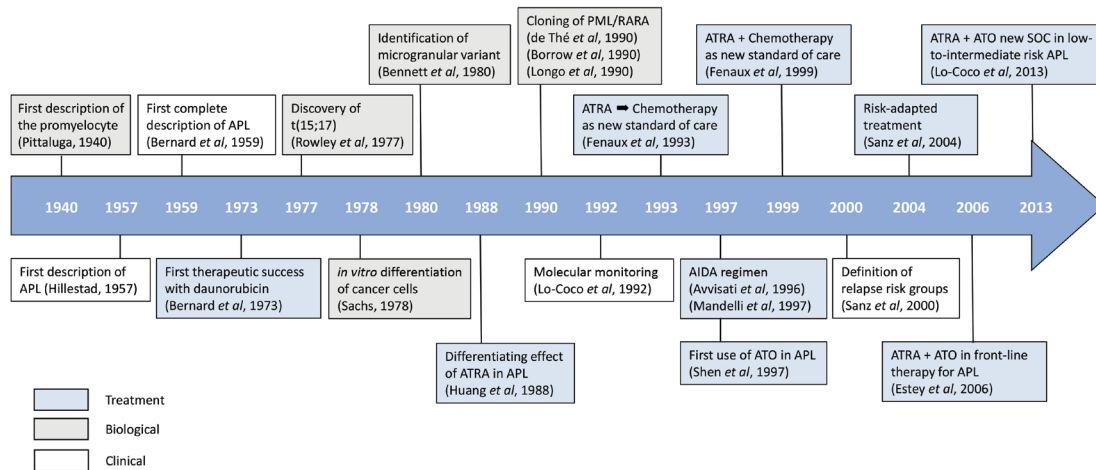 Identification of
microgranular variant
(Bennett et al, 1980)
Cloning of PML/RARA
(de Thé et al, 1990)
(Borrow et al, 1990)
(Longo et al, 1990)
ATRA + Chemotherapy
as new standard of care
(Fenaux et al, 1999)
ATRA + ATO new SOC in low-
to-intermediate risk APL
(Lo-Coco et al, 2013)
First description of
the promyelocyte
(Pittaluga, 1940)
First complete
description of APL
(Bernard et al, 1959)
Discovery of
t(15;17)
(Rowley et al, 1977)
ATRA ➡ Chemotherapy
as new standard of care
(Fenaux et al, 1993)
Risk-adapted
treatment
(Sanz et al, 2004)
1940 1957 1959 1973 1977 1978 1980 1988 1990 1992 1993 1997 1999 2000 2004 2006 2013
First description of
APL (Hillestad, 1957)
First therapeutic success
with daunorubicin
(Bernard et al, 1973)
in vitro differentiation
of cancer cells
(Sachs, 1978)
Molecular monitoring
(Lo-Coco et al, 1992)
AIDA regimen
(Avvisati et al, 1996)
(Mandelli et al, 1997)
Definition of
relapse risk groups
(Sanz et al, 2000)
Differentiating effect
of ATRA in APL
(Huang et al, 1988)
First use of ATO in APL
(Shen et al, 1997)
ATRA + ATO in front-line
therapy for APL
(Estey et al, 2006)
Treatment
Biological
Clinical